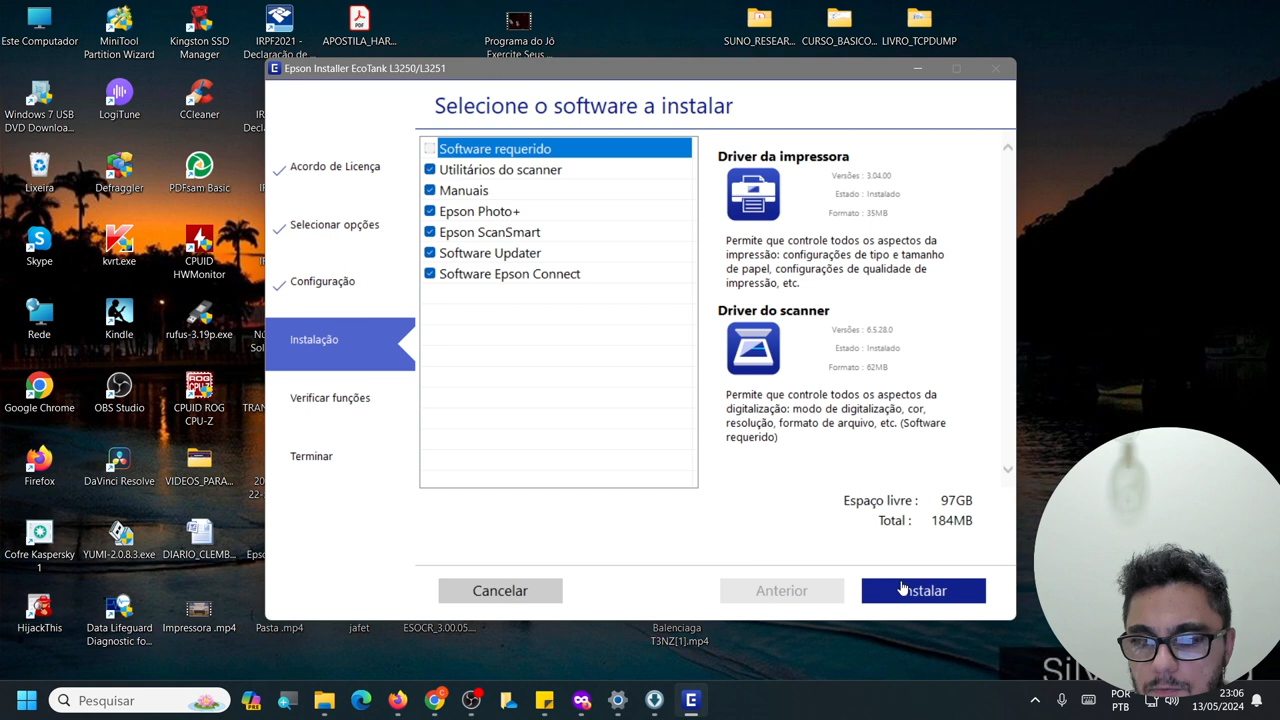 Este Computador
MiniTool
Partition Wizard
Kingston SSD
Manager
IRPF2021 -
Declaração de...
APOSTILA_HAR...
Programa do Jô
Exercite Seus
SUNO_RESEAR...
CURSO_BASICO...
LIVRO_TCPDUMP
Epson Installer EcoTank L3250/L3251
Selecione o software a instalar
Acordo de Licença
Selecionar opções
Configuração
Instalação
Verificar funções
Terminar
Software requerido
Utilitários do scanner
Manuais
Epson Photo+
Epson ScanSmart
Software Updater
Software Epson Connect
Driver da impressora
Versões : 3.04.00
Estado : Instalado
Formato : 35MB
Permite que controle todos os aspectos da
impressão: configurações de tipo e tamanho
de papel, configurações de qualidade de
impressão, etc.
Driver do scanner
Versões : 6.5.28.0
Estado : Instalado
Formato : 62MB
Permite que controle todos os aspectos da
digitalização: modo de digitalização, cor,
resolução, formato de arquivo, etc. (Software
requerido)
Espaço livre : 97GB
Total : 184MB
Cancelar
Anterior
Instalar
Windows 7 USB
DVD Downloa...
LogiTune
CCleaner
Lixeira
Defraggler
PDFsam Basic
Skype
kvrt.exe
CPUID
HWMonitor
Rede
Kindle
rufus-3.19p.exe
Google Chrome
OBS Studio
CPUID ROG
CPU-Z
Firefox
DaVinci Resolve
VIDEOS_PARA...
Cofre Kaspersky
1
YUMI-2.0.8.3.exe
DIARIO_CLEMB...
HijackThis
Data Lifeguard
Diagnostic fo...
Impressora .mp4
Pasta .mp4
jafet
ESOCR_3.00.05....
Balenciaga
T3NZ[1].mp4
Pesquisar
PRE
POR
PTB
23:06
13/05/2024